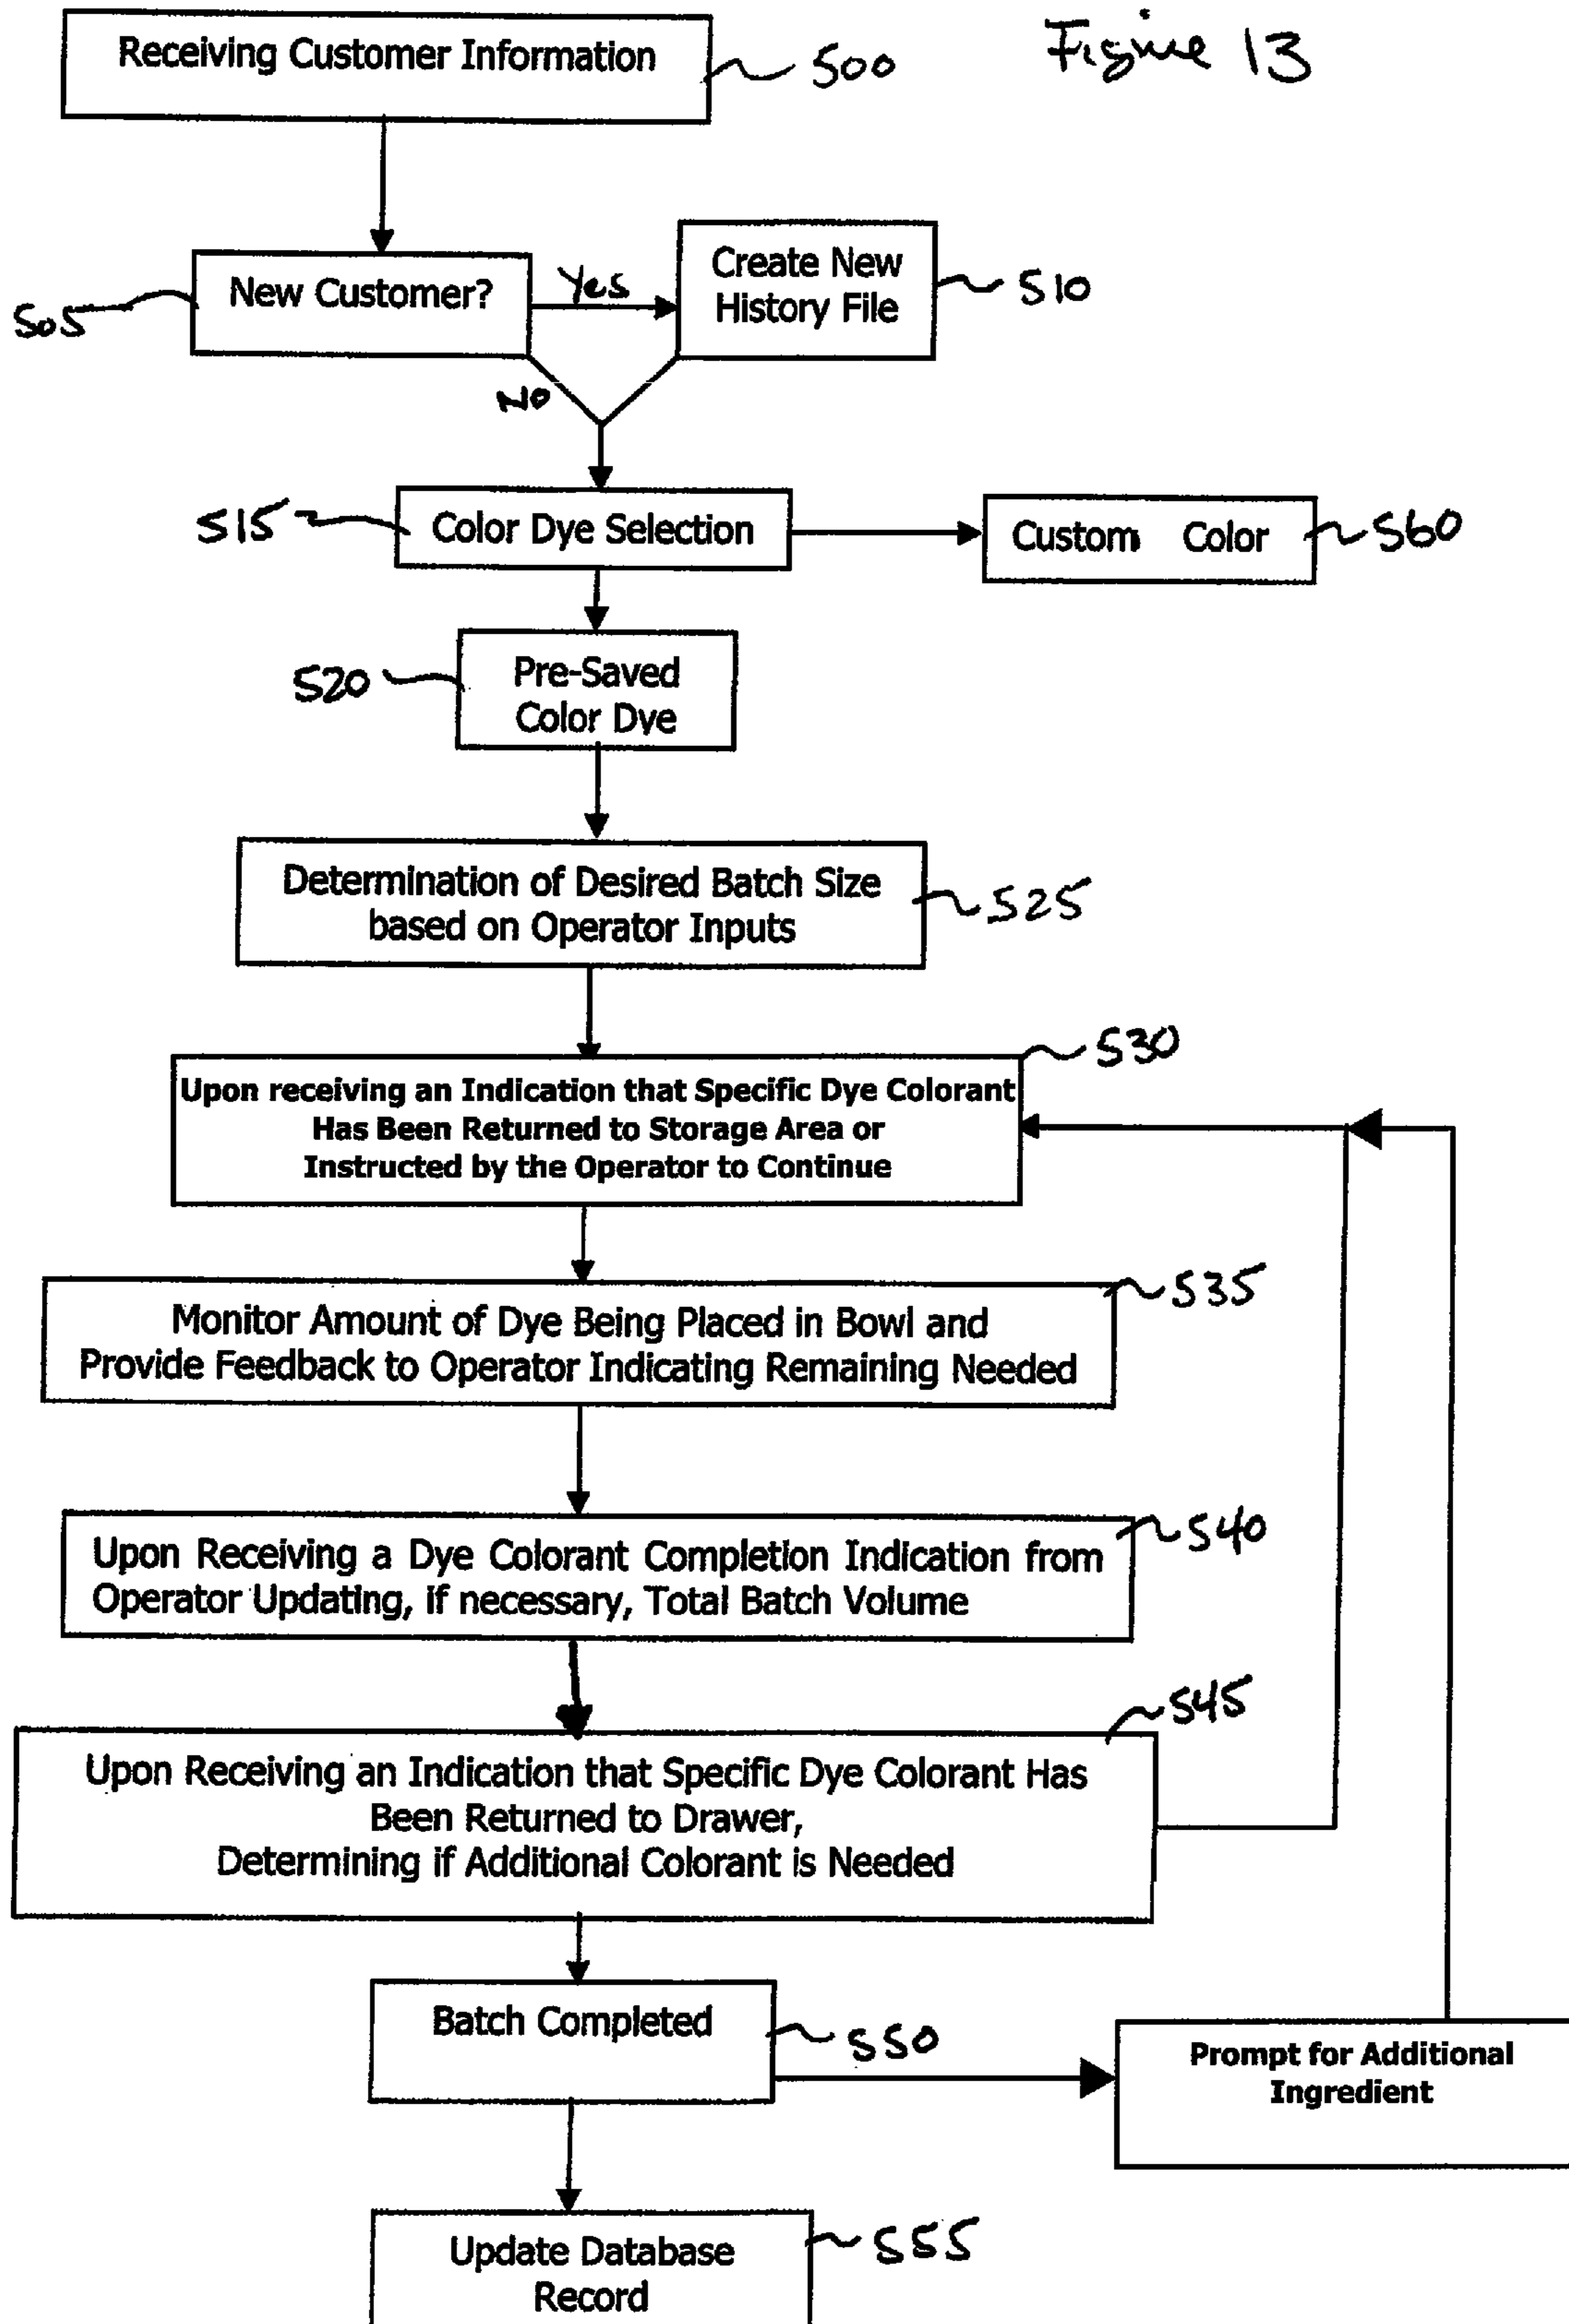 Receiving Customer Information
500
Figure 13
New Customer?
Yes
505
Create New
History File
510
No
515
Color Dye Selection
Custom Color
560
520
Pre-Saved
Color Dye
Determination of Desired Batch Size
based on Operator Inputs
525
530
Upon receiving an Indication that Specific Dye Colorant
Has Been Returned to Storage Area or
Instructed by the Operator to Continue
535
Monitor Amount of Dye Being Placed in Bowl and
Provide Feedback to Operator Indicating Remaining Needed
540
Upon Receiving a Dye Colorant Completion Indication from
Operator Updating, if necessary, Total Batch Volume
545
Upon Receiving an Indication that Specific Dye Colorant Has
Been Returned to Drawer,
Determining if Additional Colorant is Needed
Batch Completed
550
Prompt for Additional
Ingredient
Update Database
Record
555